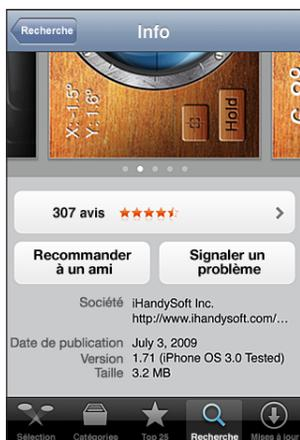 Recherche
Info
X:-1.5°
Y: 1.6°
Hold
307 avis
Recommander
à un ami
Signaler un
problème
Société iHandySoft Inc.
http://www.ihandysoft.com/...
Date de publication July 3, 2009
Version 1.71 (iPhone OS 3.0 Tested)
Taille 3.2 MB
Sélection Catégories Top 25 Recherche Mises à jour